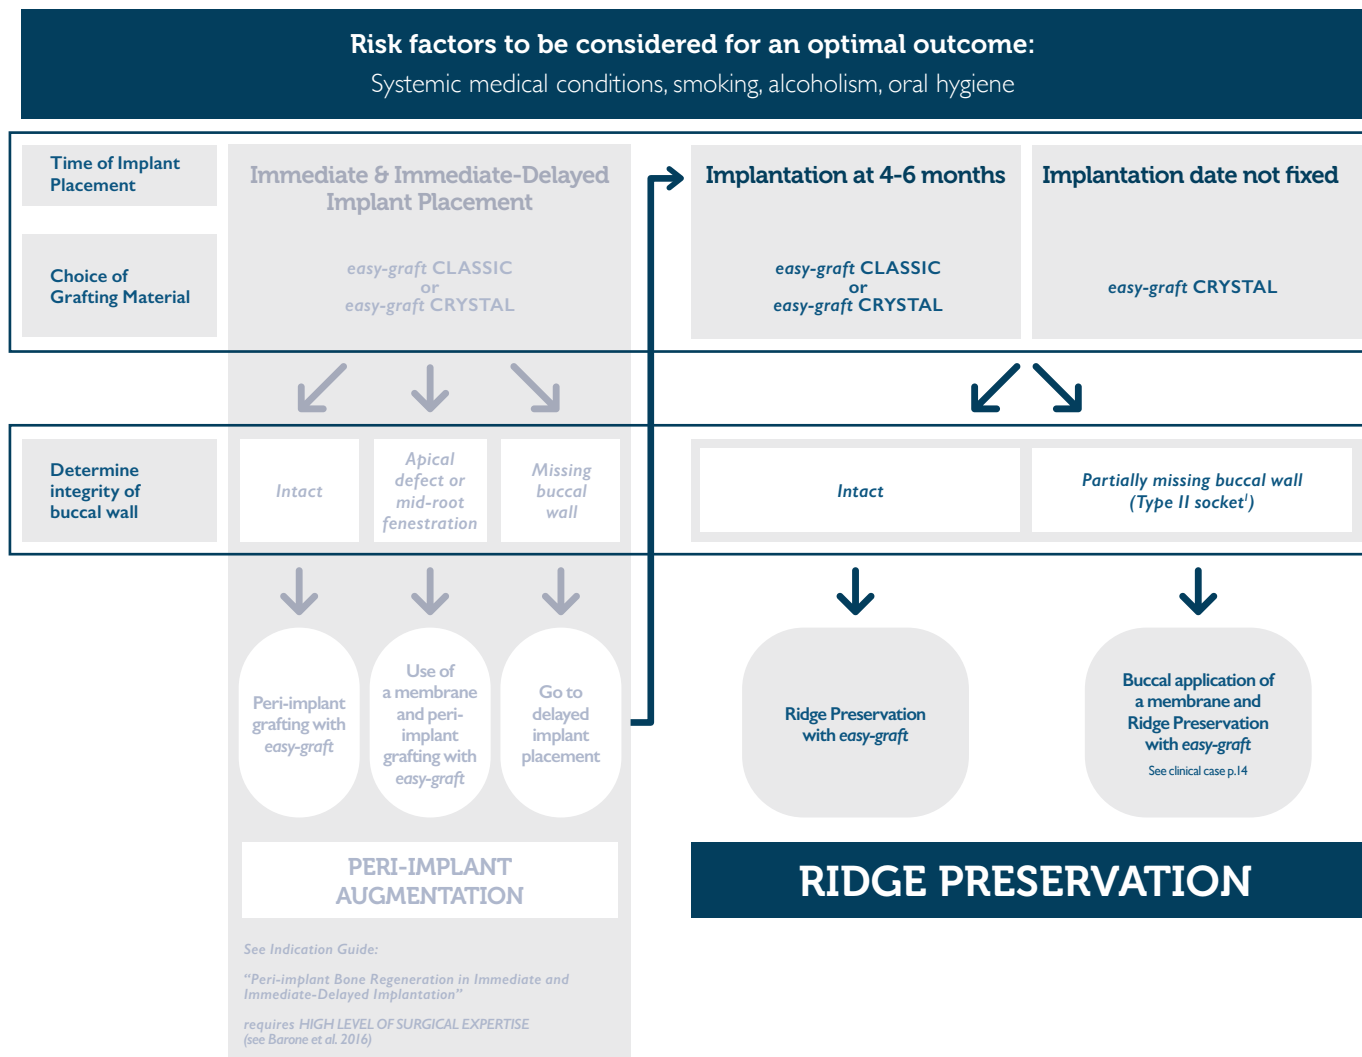 Risk factors to be considered for an optimal outcome:
Systemic medical conditions, smoking, alcoholism, oral hygiene
Time of Implant
Placement
Immediate & Immediate-Delayed
Implant Placement
Implantation at 4-6 months
Implantation date not fixed
Choice of
Grafting Material
easy-graft CLASSIC
or
easy-graft CRYSTAL
easy-graft CLASSIC
or
easy-graft CRYSTAL
easy-graft CRYSTAL
Determine
integrity of
buccal wall
Intact
Apical
defect or
mid-root
fenestration
Missing
buccal
wall
Intact
Partially missing buccal wall
(Type II socket¹)
Peri-implant
grafting with
easy-graft
Use of
a membrane
and peri-
implant
grafting with
easy-graft
Go to
delayed
implant
placement
Ridge Preservation
with easy-graft
Buccal application of
a membrane and
Ridge Preservation
with easy-graft
See clinical case p.14
PERI-IMPLANT
AUGMENTATION
RIDGE PRESERVATION
See Indication Guide:
“Peri-implant Bone Regeneration in Immediate and
Immediate-Delayed Implantation”
requires HIGH LEVEL OF SURGICAL EXPERTISE
(see Barone et al. 2016)